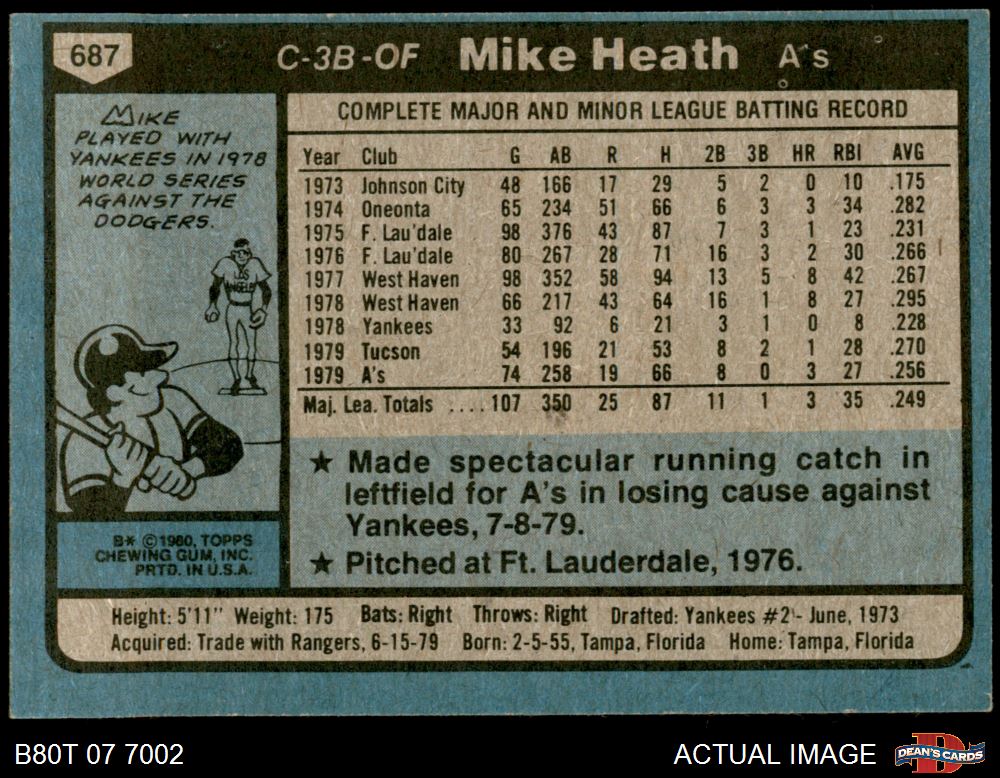 687 C-3B-OF Mike Heath A's
MIKE
PLAYED WITH
YANKEES IN 1978
WORLD SERIES
AGAINST THE
DODGERS.
LOS
ANGELES
B* ©1980, TOPPS
CHEWING GUM, INC.
PRTD. IN U.S.A.
COMPLETE MAJOR AND MINOR LEAGUE BATTING RECORD
Year Club G AB R H 2B 3B HR RBI AVG
1973 Johnson City 48 166 17 29 5 2 0 10 .175
1974 Oneonta 65 234 51 66 6 3 3 34 .282
1975 F. Lau'dale 98 376 43 87 7 3 1 23 .231
1976 F. Lau'dale 80 267 28 71 16 3 2 30 .266
1977 West Haven 98 352 58 94 13 5 8 42 .267
1978 West Haven 66 217 43 64 16 1 8 27 .295
1978 Yankees 33 92 6 21 3 1 0 8 .228
1979 Tucson 54 196 21 53 8 2 1 28 .270
1979 A's 74 258 19 66 8 0 3 27 .256
Maj. Lea. Totals ....107 350 25 87 11 1 3 35 .249
★ Made spectacular running catch in
leftfield for A's in losing cause against
Yankees, 7-8-79.
★ Pitched at Ft. Lauderdale, 1976.
Height: 5'11" Weight: 175 Bats: Right Throws: Right Drafted: Yankees #2 - June, 1973
Acquired: Trade with Rangers, 6-15-79 Born: 2-5-55, Tampa, Florida Home: Tampa, Florida
B80T 07 7002 ACTUAL IMAGE DEAN'S CARDS